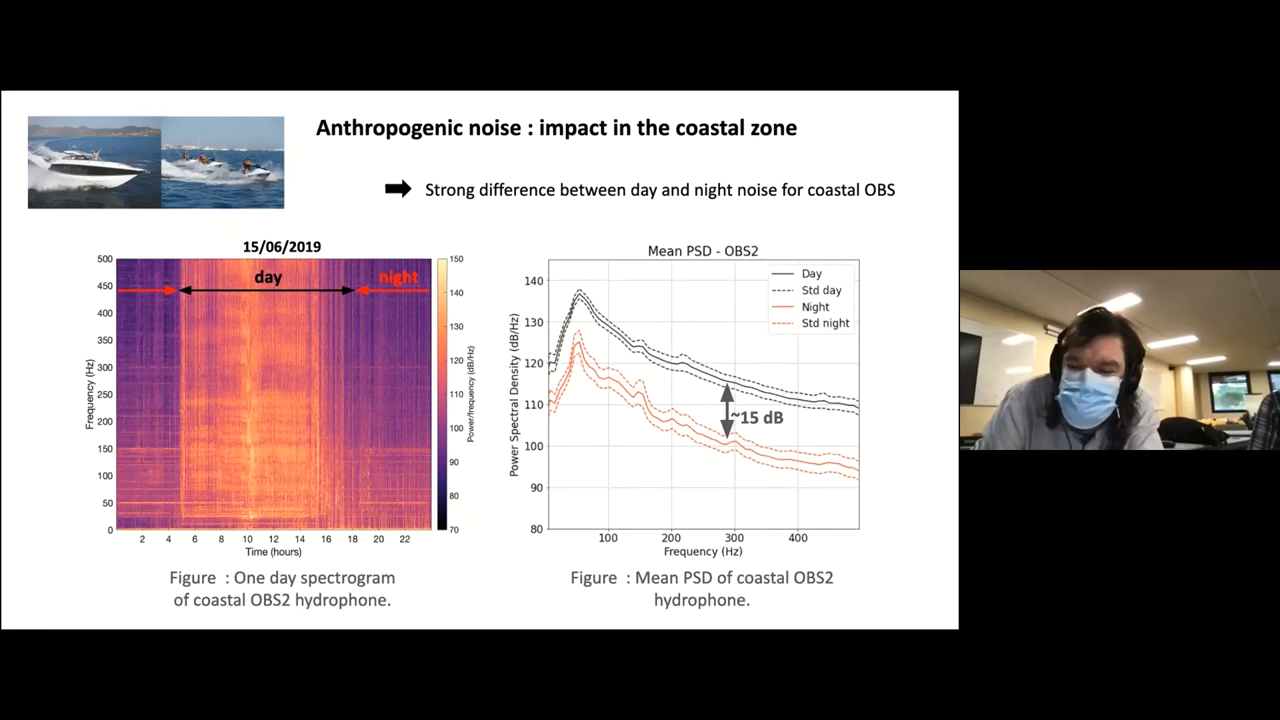 Anthropogenic noise : impact in the coastal zone
Strong difference between day and night noise for coastal OBS
15/06/2019
day
night
500
450
400
350
300
250
200
150
100
50
0
Frequency (Hz)
2 4 6 8 10 12 14 16 18 20 22
Time (hours)
150
140
130
120
110
100
90
80
70
Power/frequency (dB/Hz)
Figure : One day spectrogram
of coastal OBS2 hydrophone.
Mean PSD - OBS2
Day
Std day
Night
Std night
140
130
120
110
100
90
80
Power Spectral Density (dB/Hz)
~15 dB
100 200 300 400
Frequency (Hz)
Figure : Mean PSD of coastal OBS2
hydrophone.